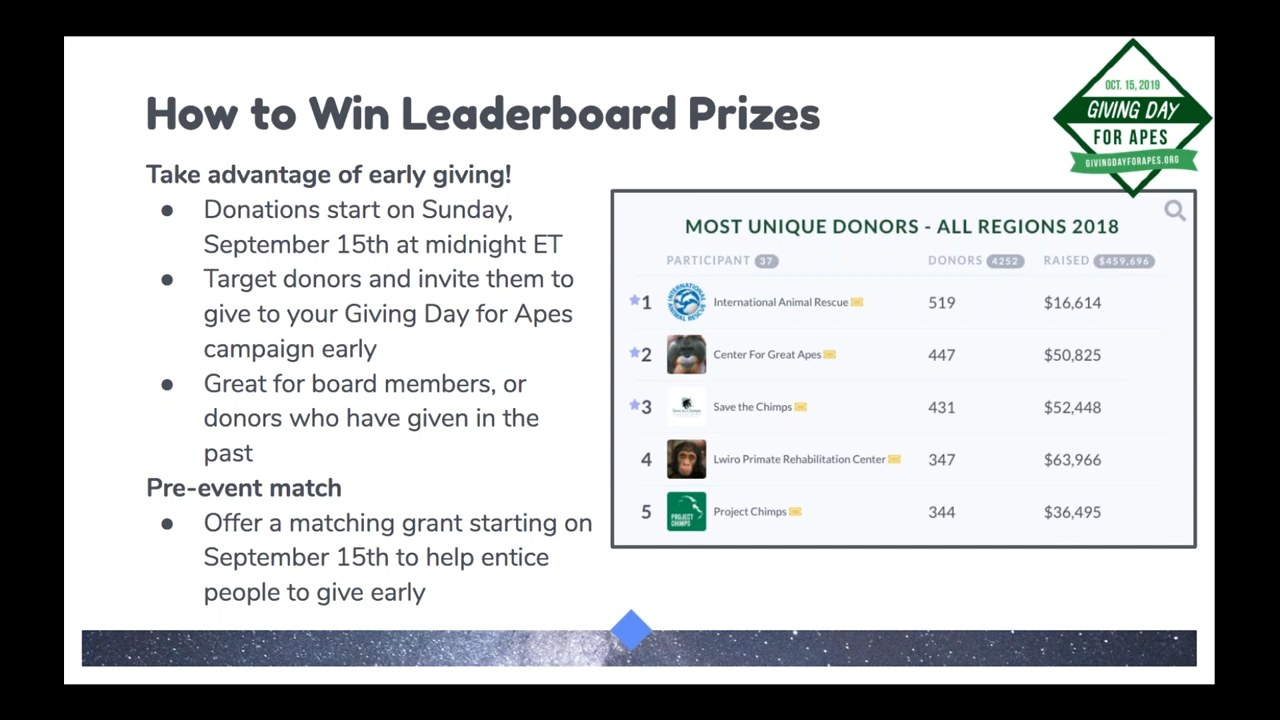 How to Win Leaderboard Prizes
OCT. 15, 2019
GIVING DAY
FOR APES
GIVINGDAYFORAPES.ORG
Take advantage of early giving!
● Donations start on Sunday,
September 15th at midnight ET
● Target donors and invite them to
give to your Giving Day for Apes
campaign early
● Great for board members, or
donors who have given in the
past
Pre-event match
● Offer a matching grant starting on
September 15th to help entice
people to give early
MOST UNIQUE DONORS - ALL REGIONS 2018
PARTICIPANT 37 DONORS 4252 RAISED $459,696
1 INTERNATIONAL ANIMAL RESCUE International Animal Rescue 519 $16,614
2 Center For Great Apes 447 $50,825
3 Save the Chimps 431 $52,448
4 Lwiro Primate Rehabilitation Center 347 $63,966
5 PROJECT CHIMPS Project Chimps 344 $36,495